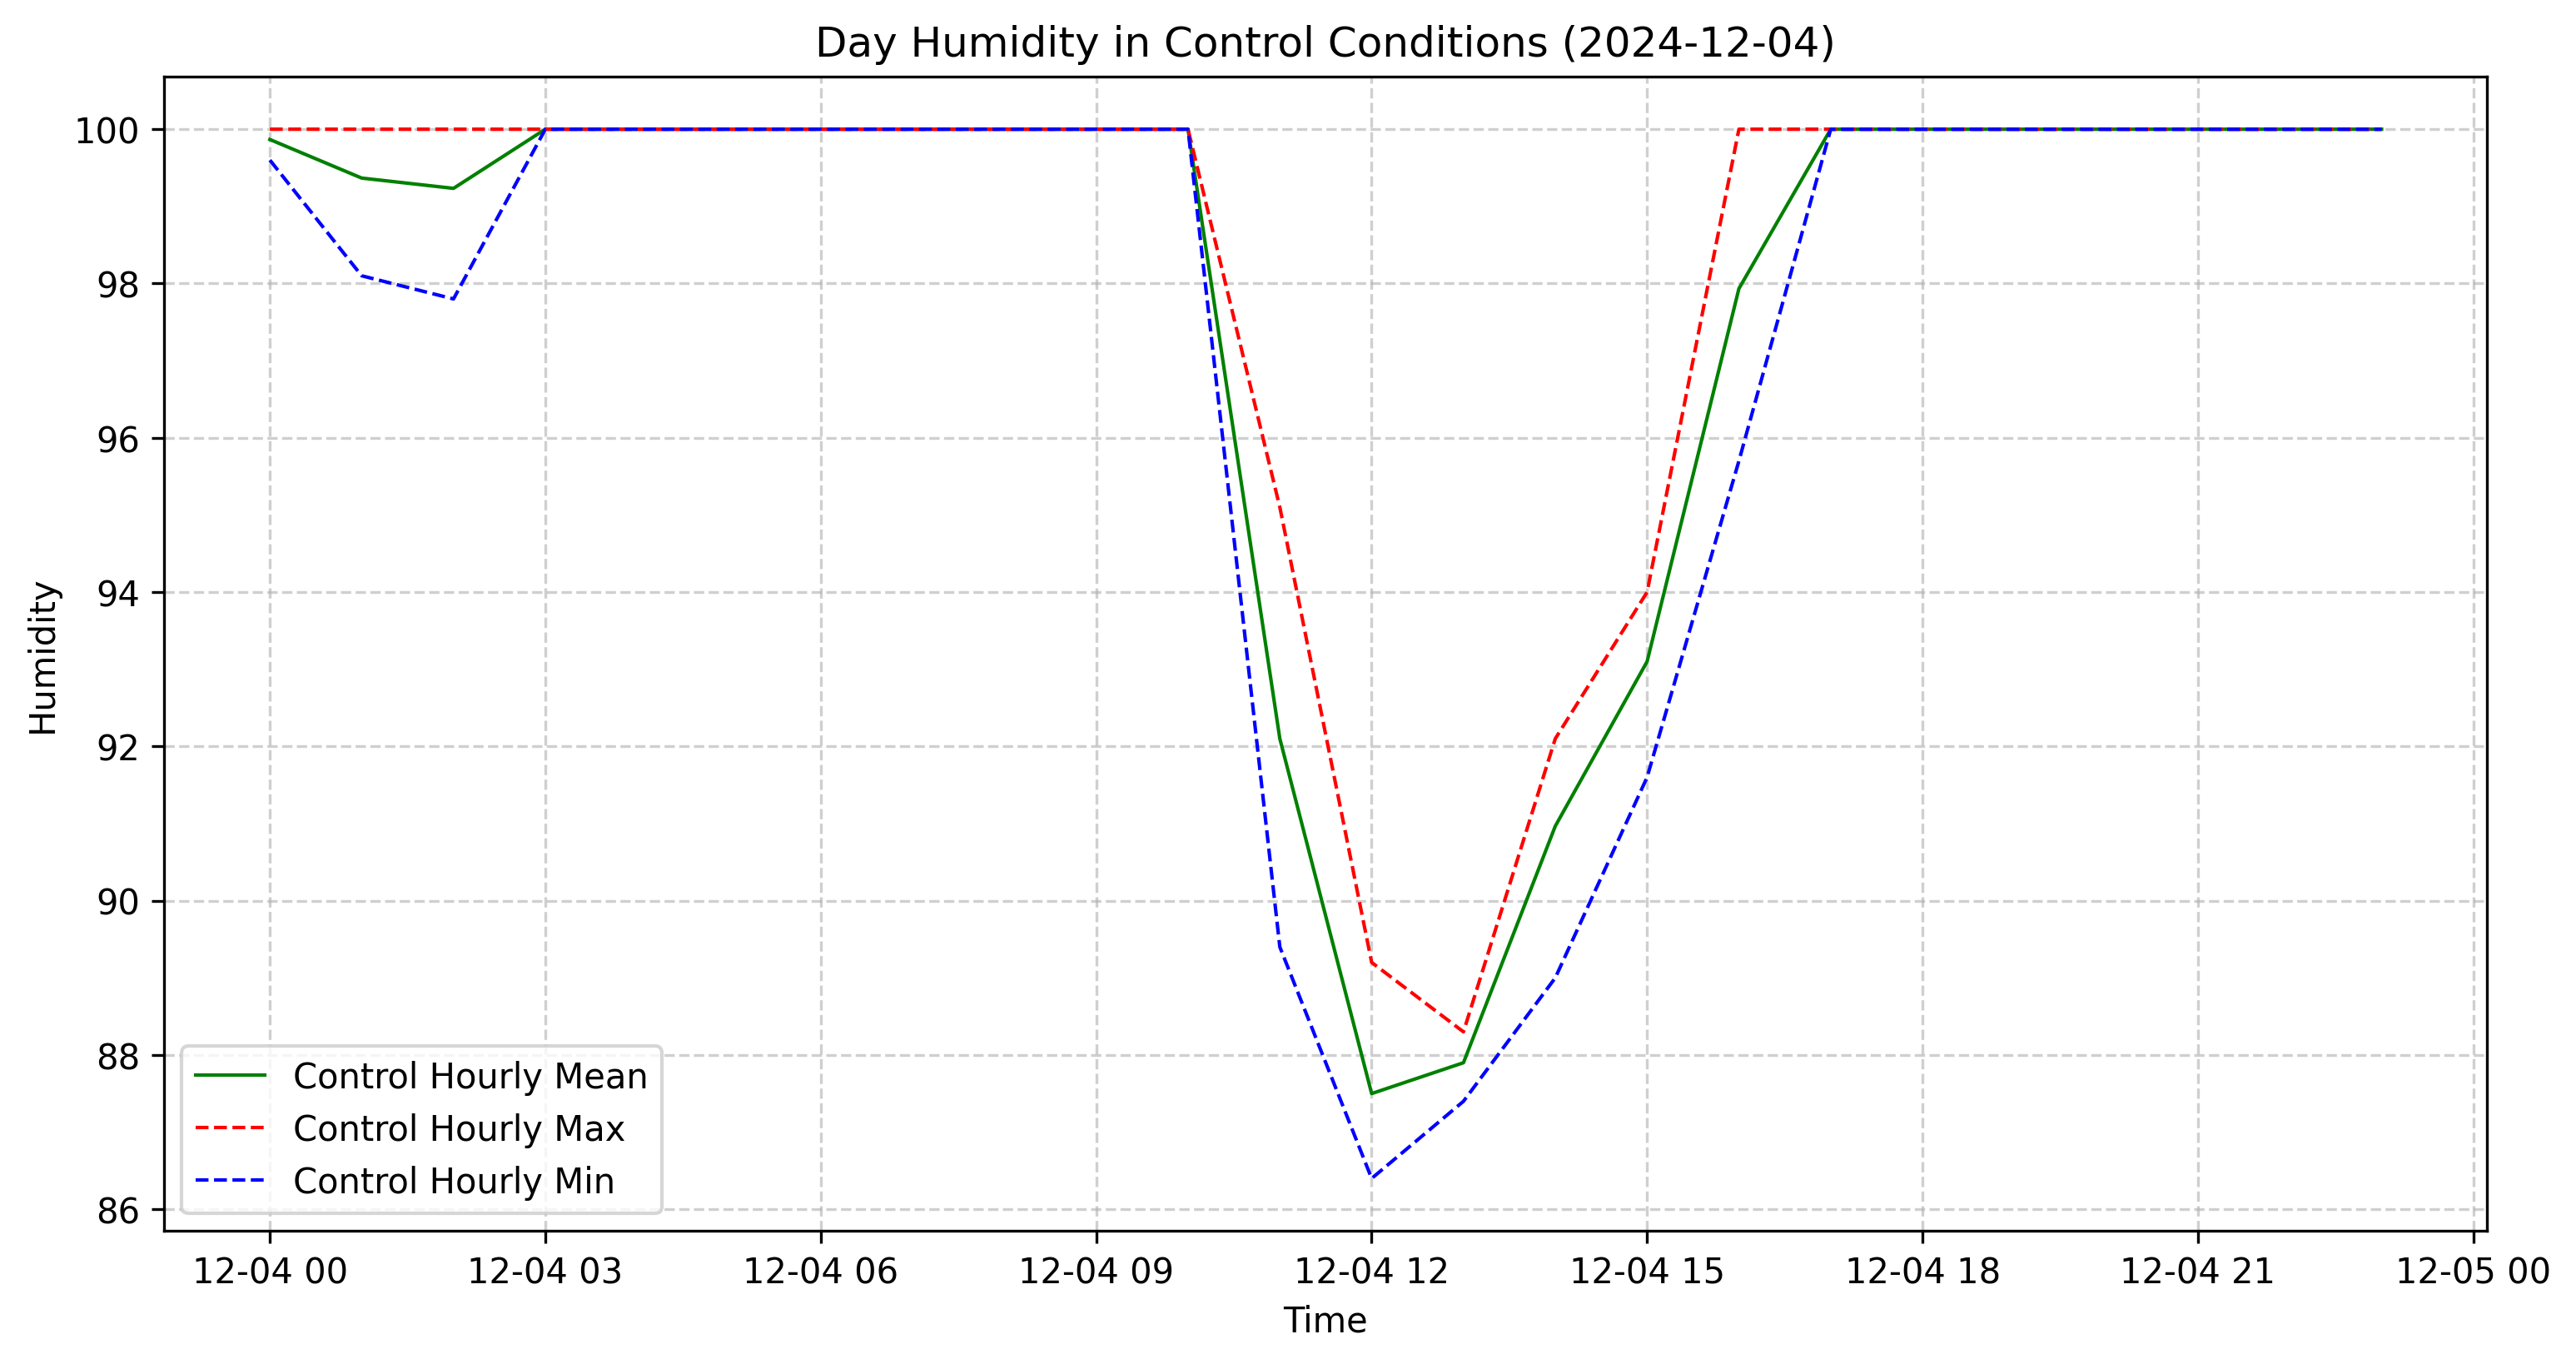 Day Humidity in Control Conditions (2024-12-04)
100
98
96
94
92
90
88
86
Humidity
Control Hourly Mean
Control Hourly Max
Control Hourly Min
12-04 00 12-04 03 12-04 06 12-04 09 12-04 12 12-04 15 12-04 18 12-04 21 12-05 00
Time